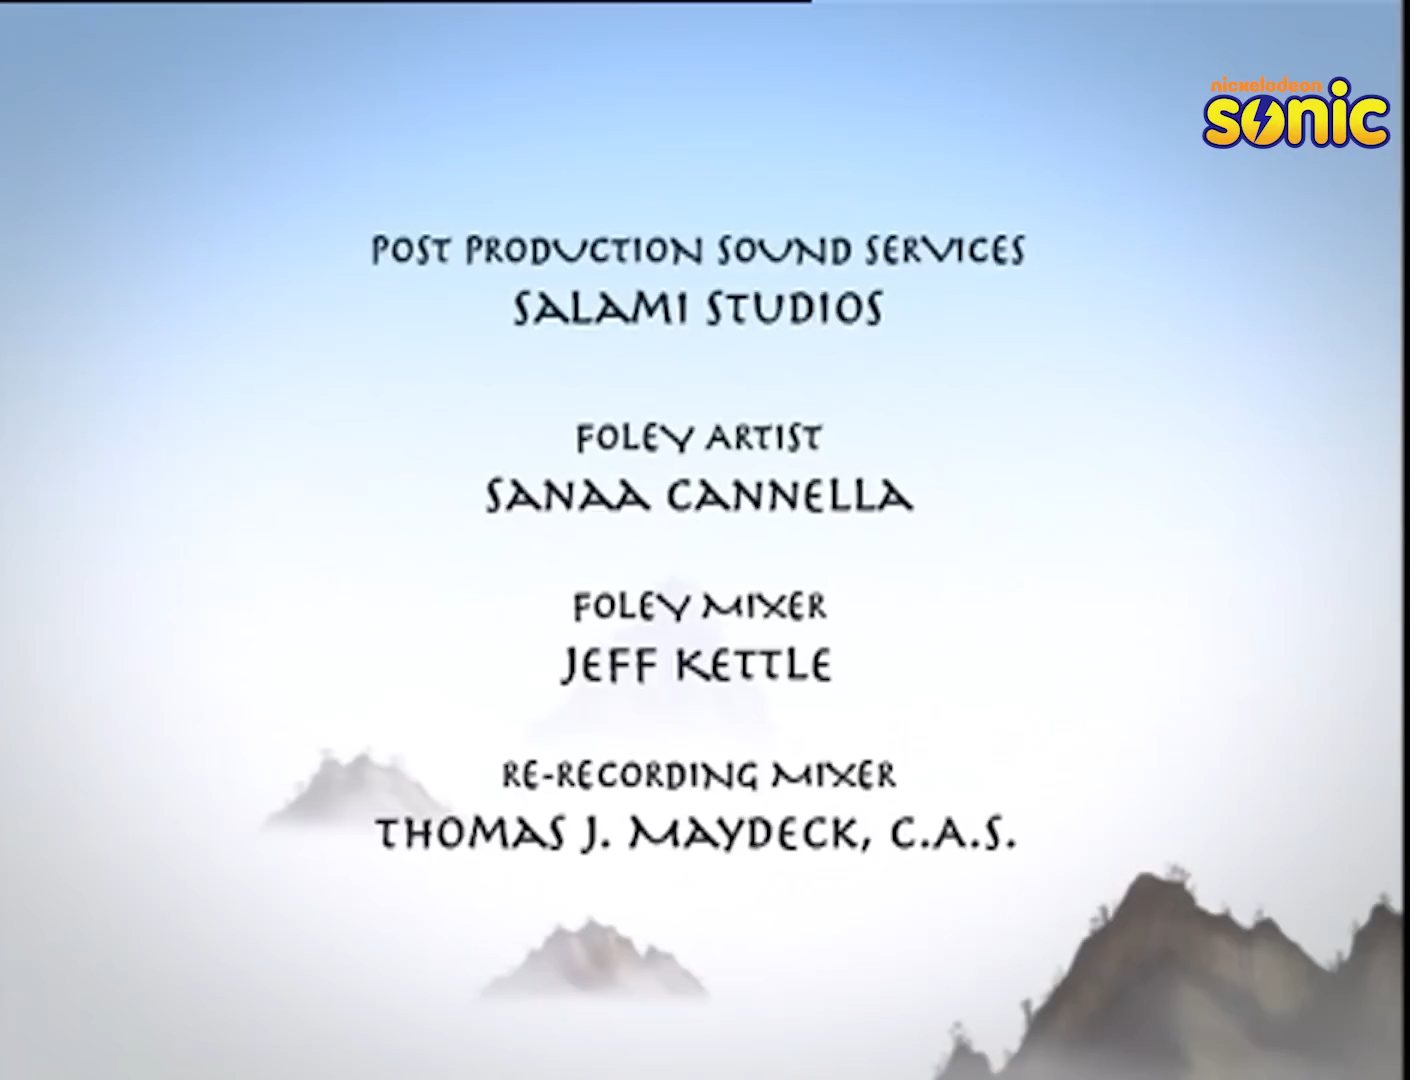 nickelodeon
sonic
POST PRODUCTION SOUND SERVICES
SALAMI STUDIOS
FOLEY ARTIST
SANAA CANNELLA
FOLEY MIXER
JEFF KETTLE
RE-RECORDING MIXER
THOMAS J. MAYDECK, C.A.S.